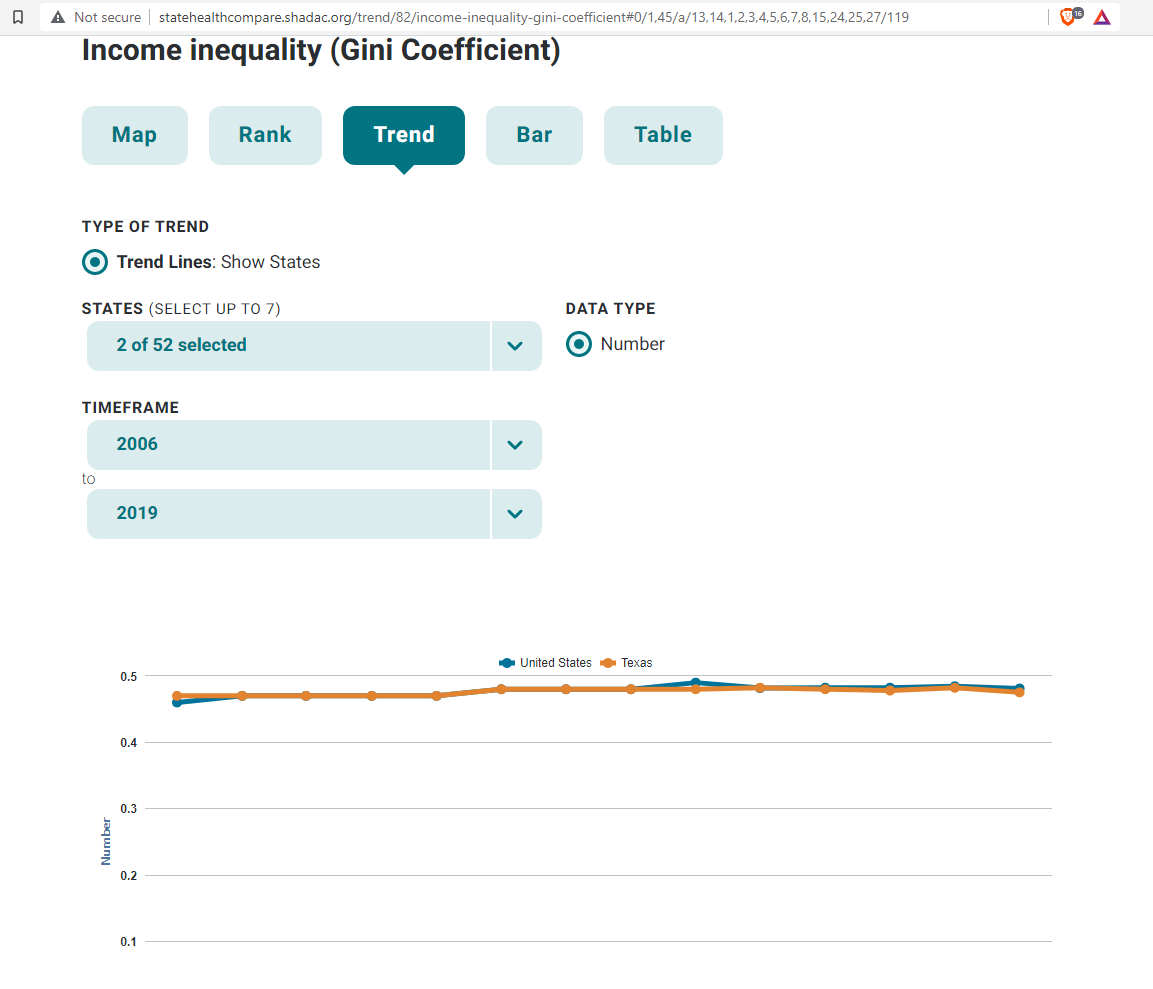 Not secure statehealthcompare.shadac.org/trend/82/income-inequality-gini-coefficient#0/1,45/a/13,14,1,2,3,4,5,6,7,8,15,24,25,27/119 16
Income inequality (Gini Coefficient)
Map Rank Trend Bar Table
TYPE OF TREND
Trend Lines: Show States
STATES (SELECT UP TO 7) DATA TYPE
2 of 52 selected Number
TIMEFRAME
2006
to
2019
United States Texas
0.5
0.4
0.3
Number
0.2
0.1